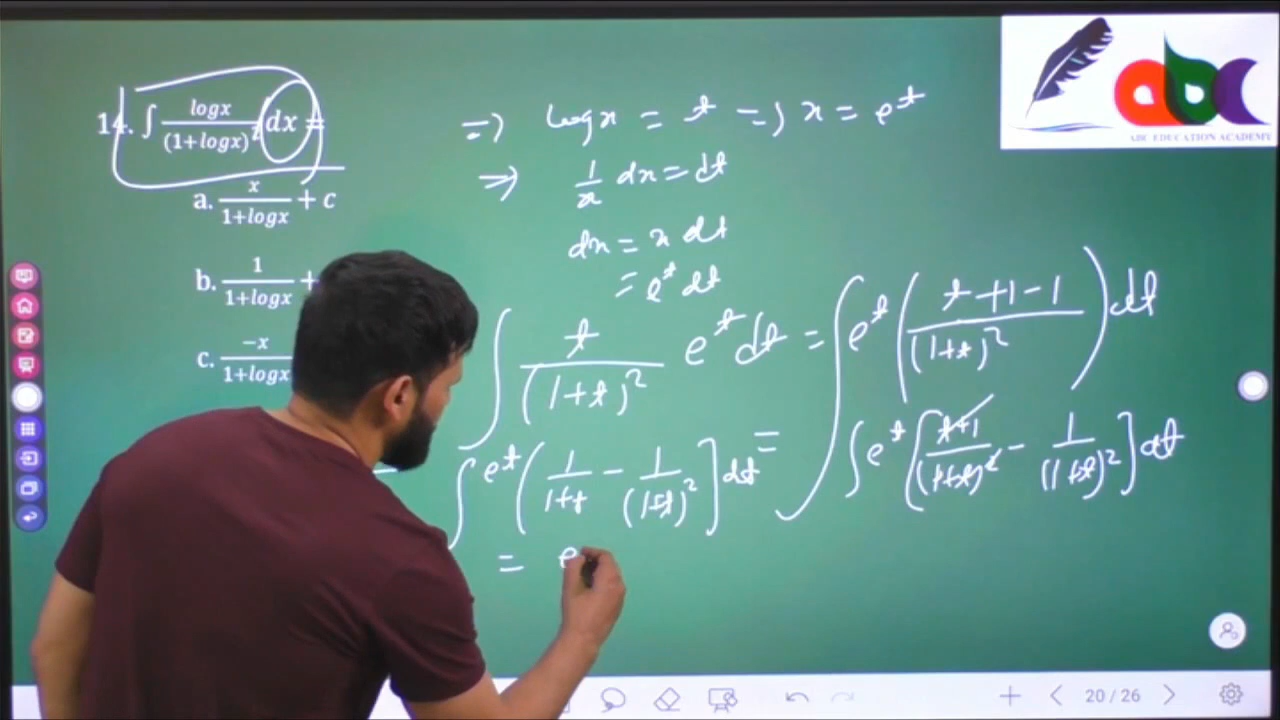 14. ∫ logx/(1+logx)² dx =
a. x/(1+logx) + c
b. 1/(1+logx) +
c. -x/(1+logx)
=> logx = t => x = e^t
=> 1/x dx = dt
dx = x dt
= e^t dt
∫ t/(1+t)² e^t dt = ∫ e^t ( (t+1-1)/(1+t)² ) dt
∫ e^t ( 1/(1+t) - 1/(1+t)² ] dt = ∫ e^t [ (t+1)/(1+t)² - 1/(1+t)² ] dt
= e
abc
ABC EDUCATION ACADEMY
20 / 26